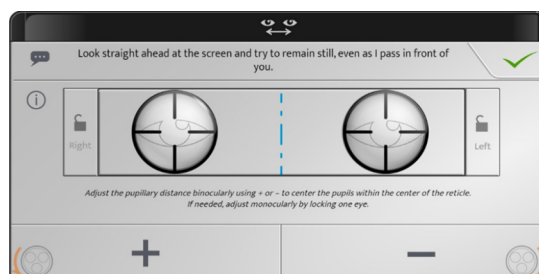 Look straight ahead at the screen and try to remain still, even as I pass in front of
you.
Right
Left
Adjust the pupillary distance binocularly using + or – to center the pupils within the center of the reticle.
If needed, adjust monocularly by locking one eye.
+
–